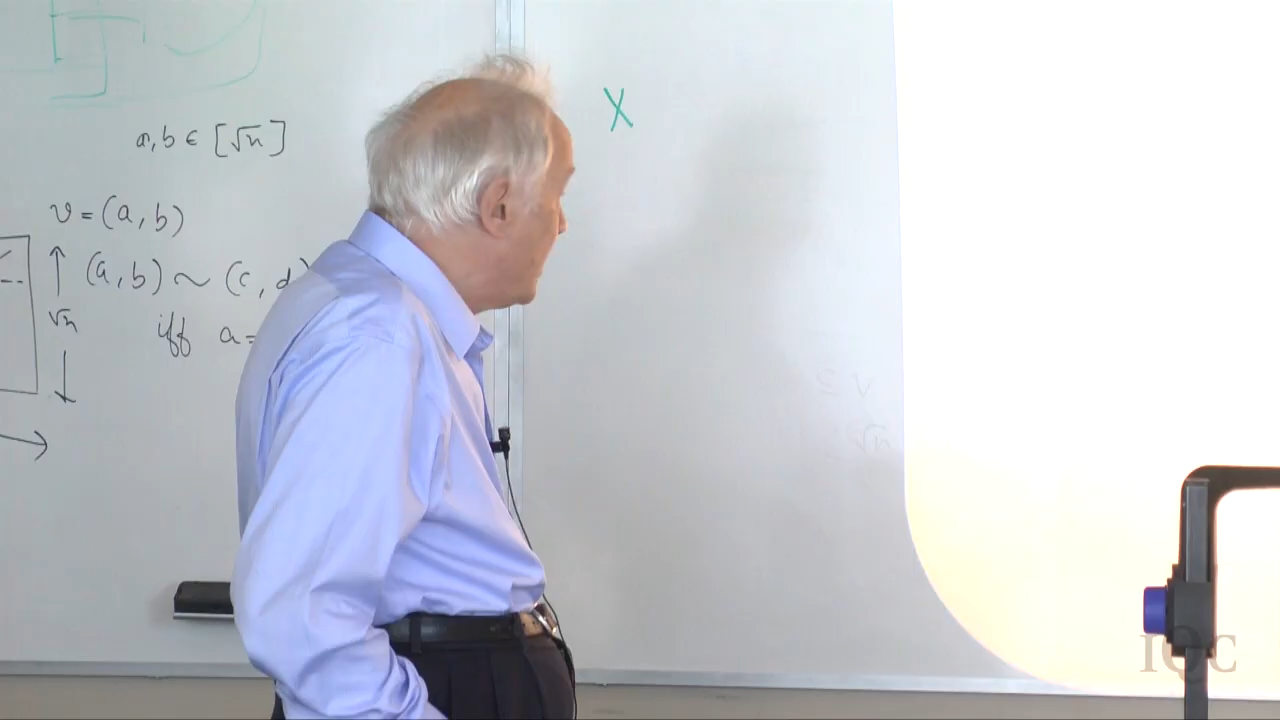 a, b ∈ [√n]
v = (a, b)
(a, b) ~ (c, d)
√n
iff a =
X
∈ V
√n
IQC